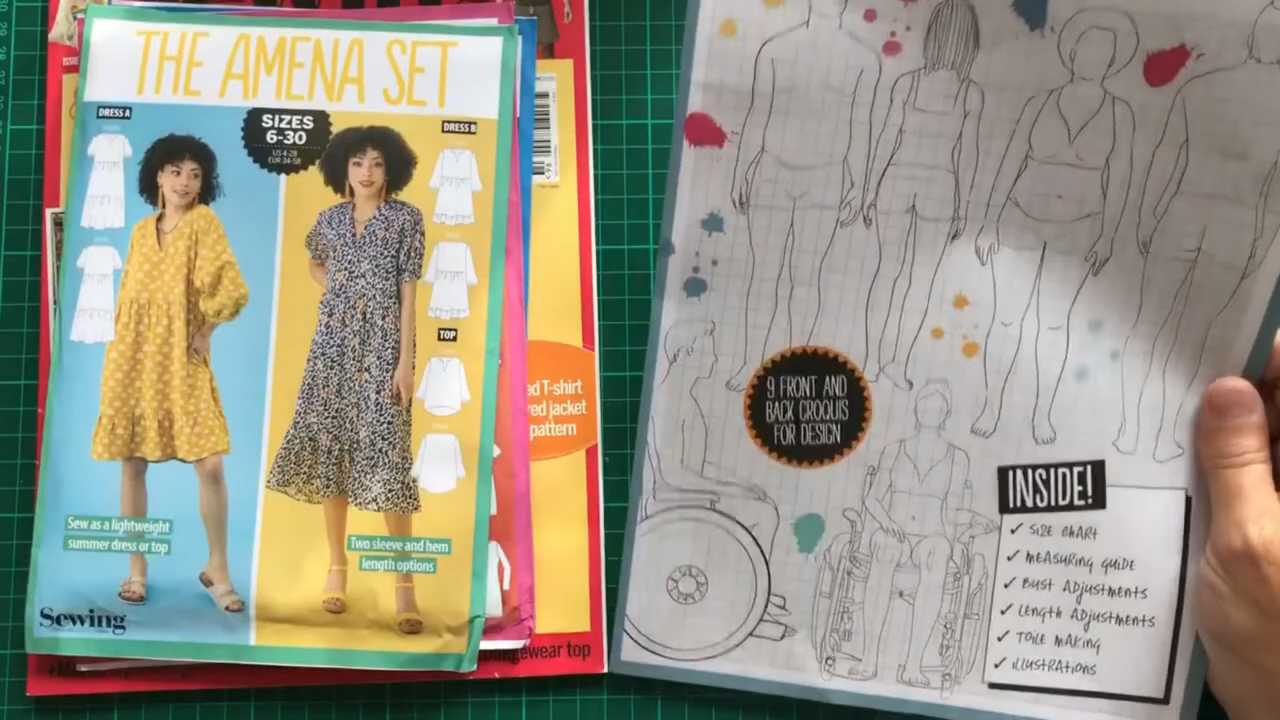 THE AMENA SET
DRESS A
SIZES
6-30
US 4-28
EUR 34-58
DRESS B
TOP
Sew as a lightweight
summer dress or top
Two sleeve and hem
length options
Sewing
ed T-shirt
red jacket
pattern
wear top
9 FRONT AND
BACK CROQUIS
FOR DESIGN
INSIDE!
✓ SIZE CHART
✓ MEASURING GUIDE
✓ BUST ADJUSTMENTS
✓ LENGTH ADJUSTMENTS
✓ TOILE MAKING
✓ ILLUSTRATIONS